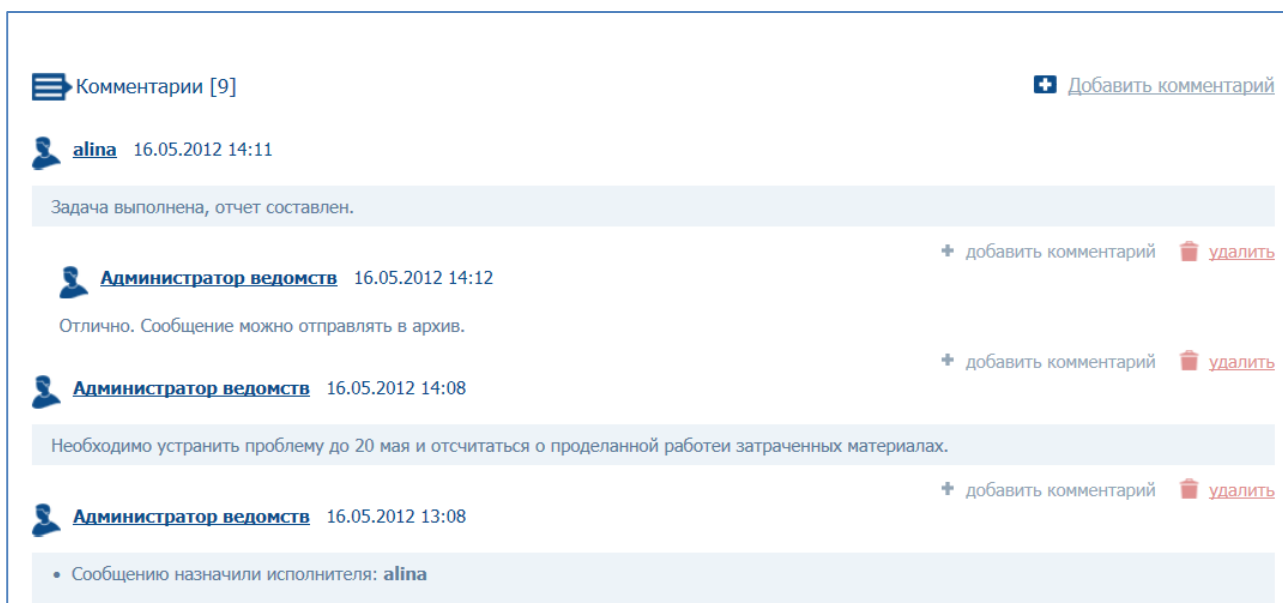 Комментарии [9] Добавить комментарий
alina 16.05.2012 14:11
Задача выполнена, отчет составлен.
+ добавить комментарий удалить
Администратор ведомств 16.05.2012 14:12
Отлично. Сообщение можно отправлять в архив.
+ добавить комментарий удалить
Администратор ведомств 16.05.2012 14:08
Необходимо устранить проблему до 20 мая и отсчитаться о проделанной работеи затраченных материалах.
+ добавить комментарий удалить
Администратор ведомств 16.05.2012 13:08
• Сообщению назначили исполнителя: alina